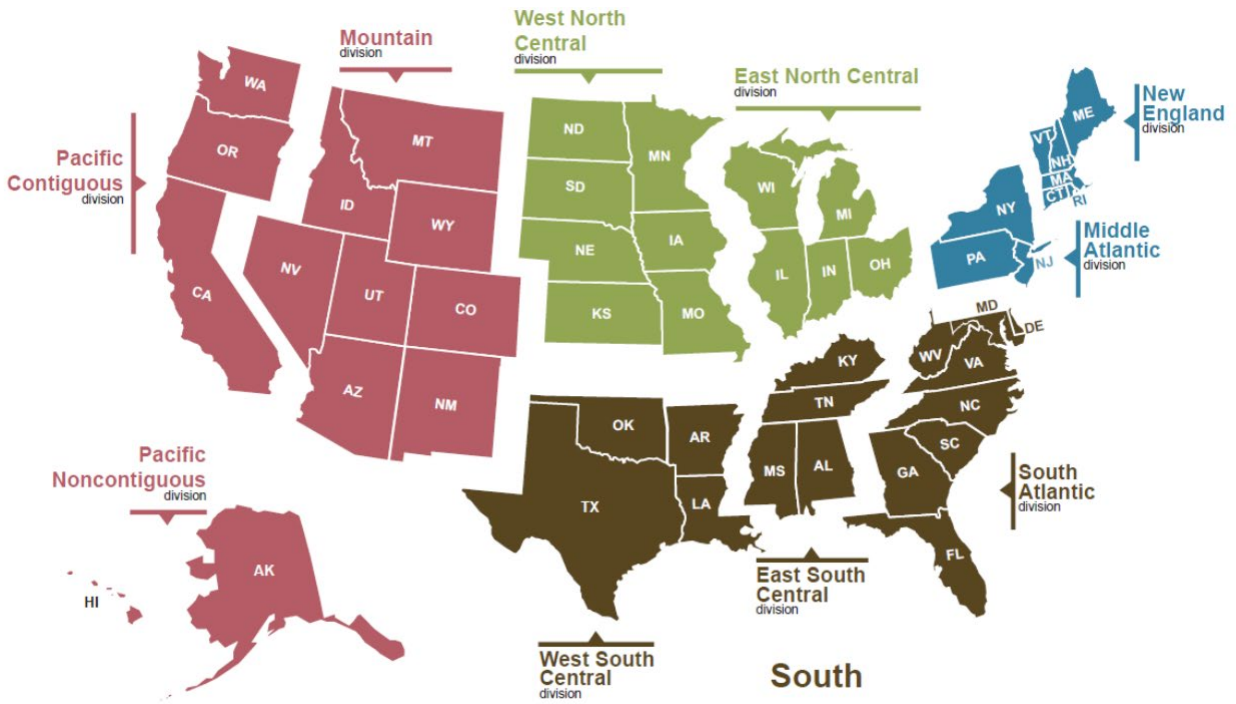 West North
Central
division
Mountain
division
East North Central
division
New
England
division
Pacific
Contiguous
division
Middle
Atlantic
division
WA
OR
CA
NV
ID
MT
WY
UT
CO
AZ
NM
ND
SD
NE
KS
MN
IA
MO
WI
MI
IL
IN
OH
ME
VT
NH
MA
CT
RI
NY
PA
NJ
MD
DE
WV
VA
KY
TN
NC
SC
GA
FL
OK
AR
TX
LA
MS
AL
Pacific
Noncontiguous
division
AK
HI
South
Atlantic
division
East South
Central
division
West South
Central
division
South